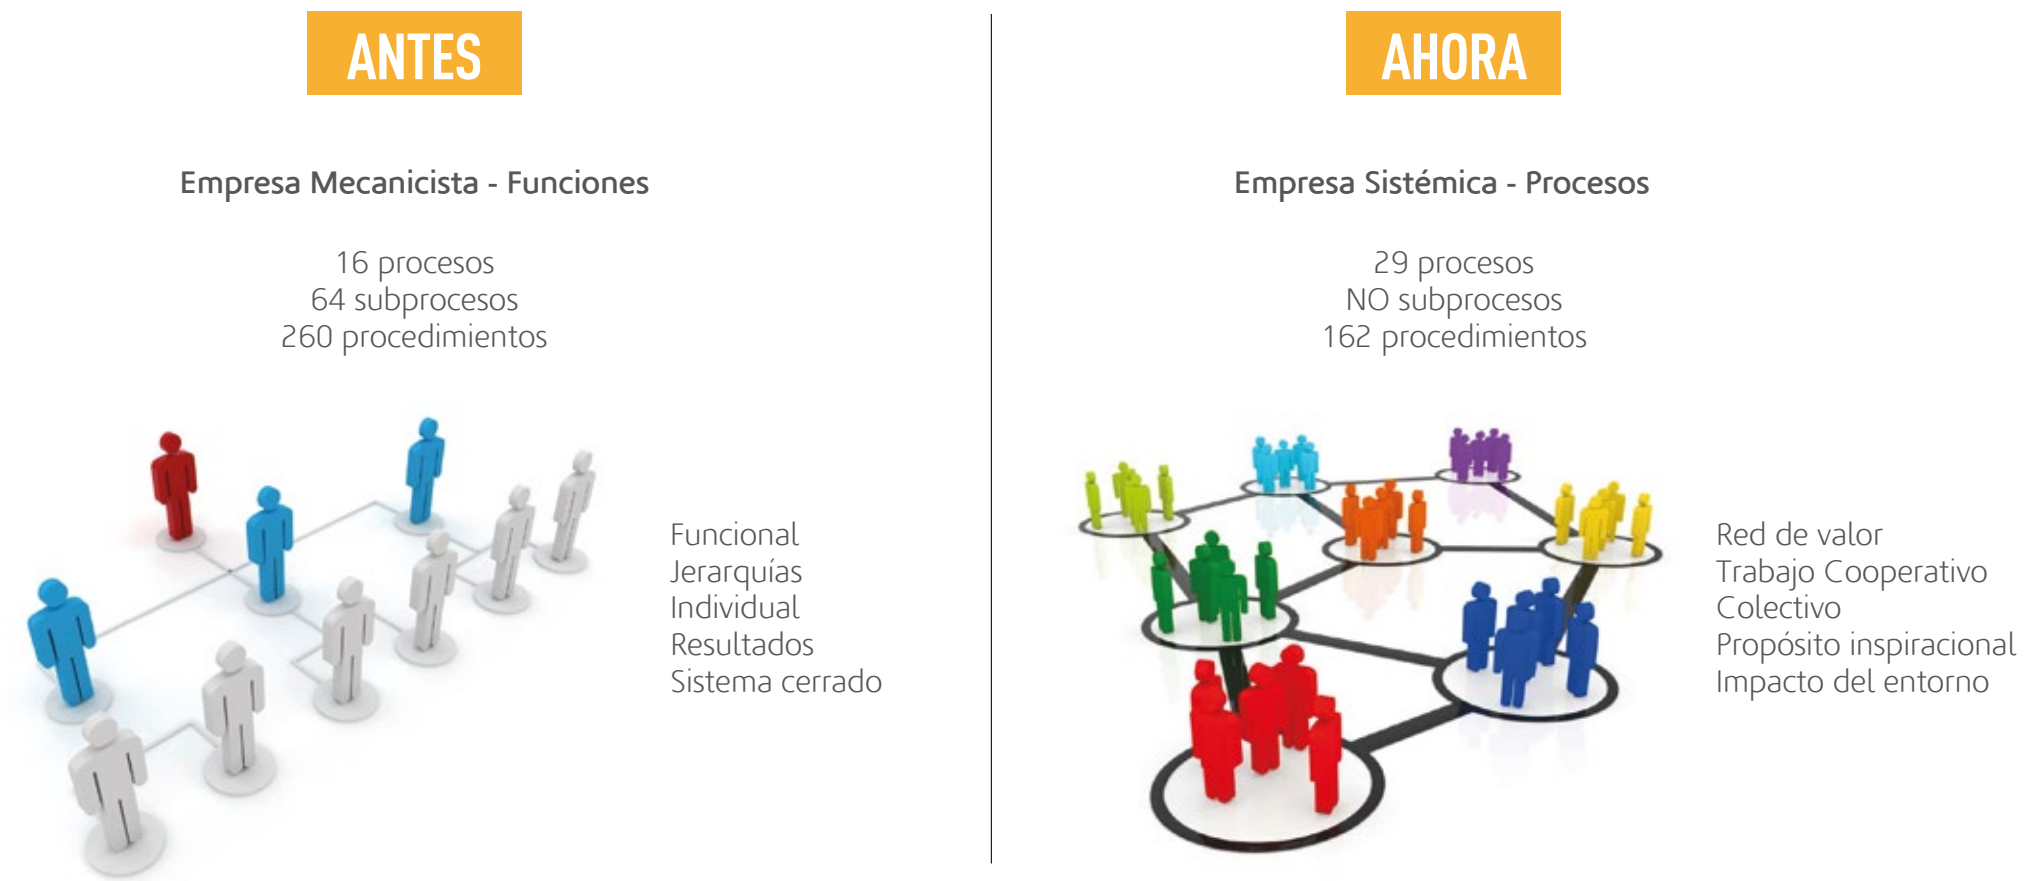 ANTES
Empresa Mecanicista - Funciones
16 procesos
64 subprocesos
260 procedimientos
Funcional
Jerarquías
Individual
Resultados
Sistema cerrado
AHORA
Empresa Sistémica - Procesos
29 procesos
NO subprocesos
162 procedimientos
Red de valor
Trabajo Cooperativo
Colectivo
Propósito inspiracional
Impacto del entorno